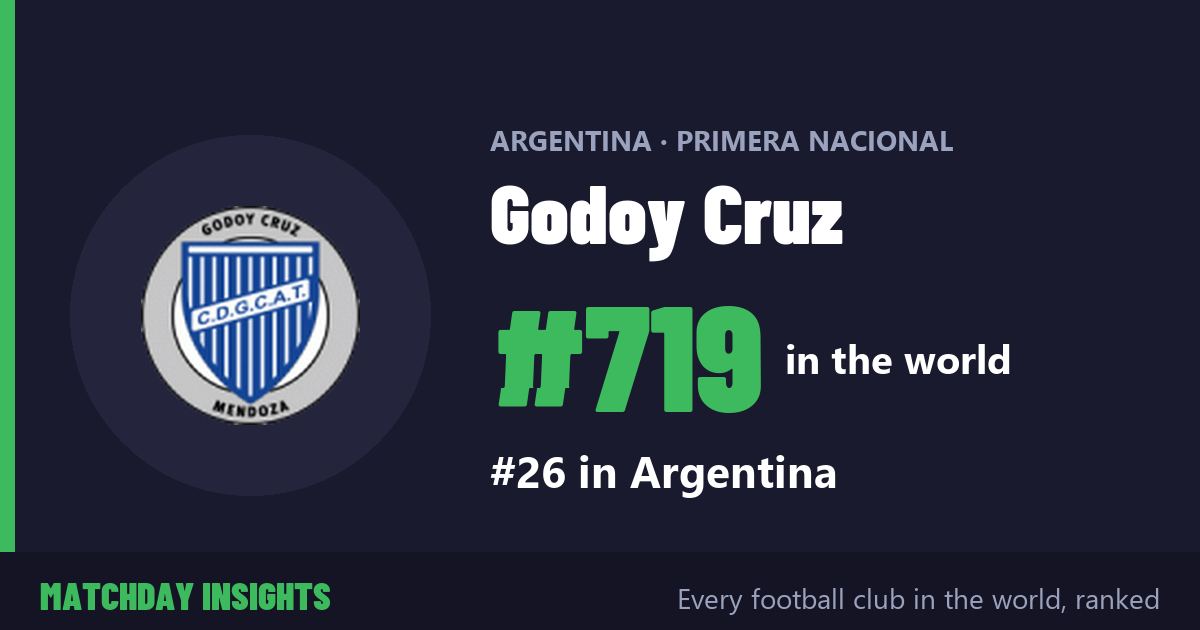 ARGENTINA · PRIMERA NACIONAL
Godoy Cruz
GODOY CRUZ
C.D.G.C.A.T.
MENDOZA
#719 in the world
#26 in Argentina
MATCHDAY INSIGHTS
Every football club in the world, ranked